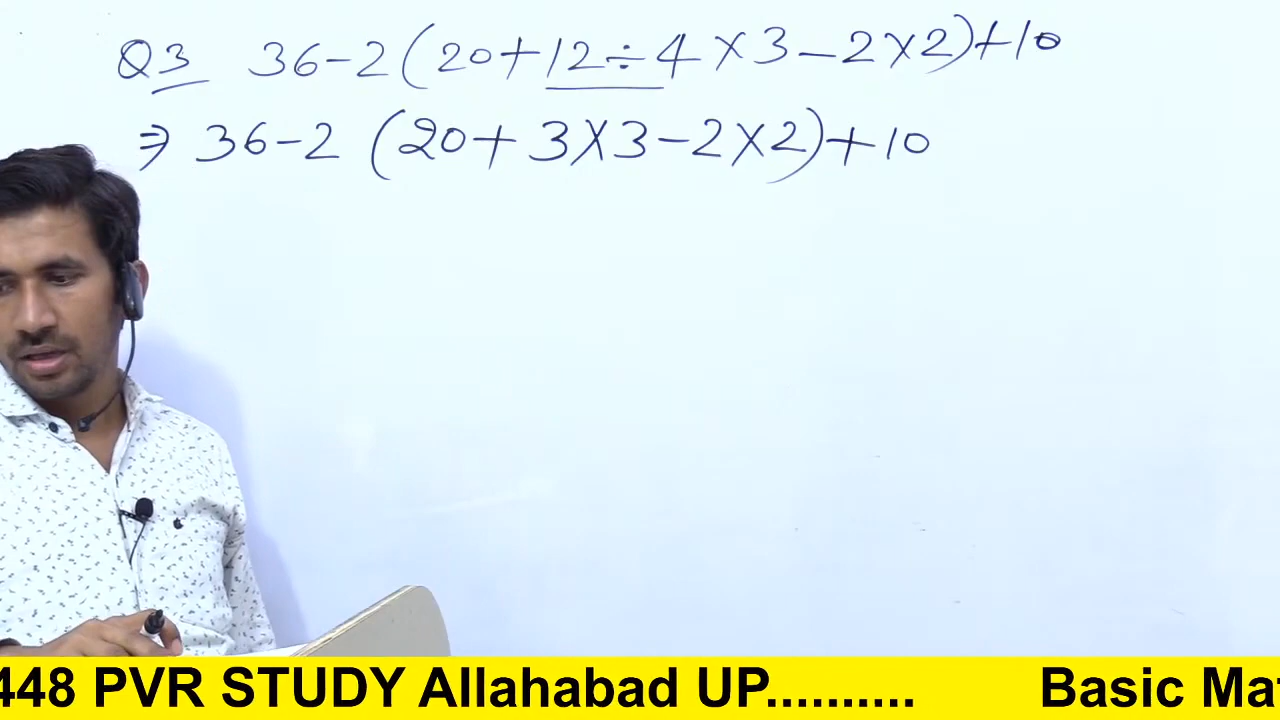 Q3 36-2(20+12÷4×3-2×2)+10
⇒ 36-2 (20+ 3×3-2×2)+10
448 PVR STUDY Allahabad UP.......... Basic Mat